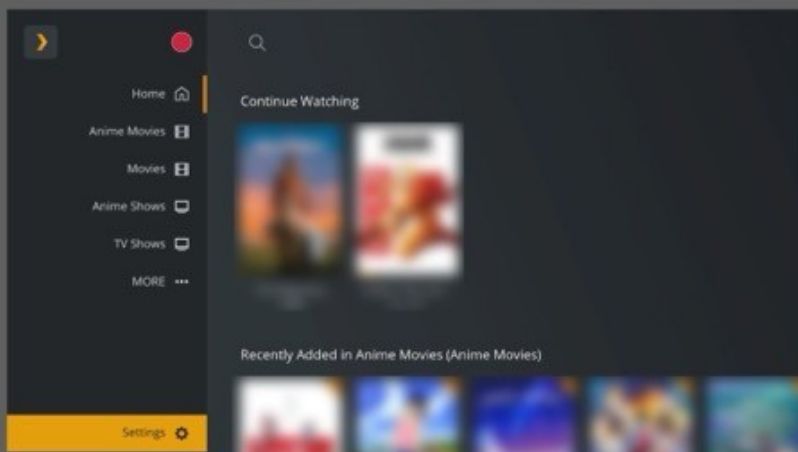 Home
Anime Movies
Movies
Anime Shows
TV Shows
MORE
Settings
Continue Watching
Recently Added in Anime Movies (Anime Movies)